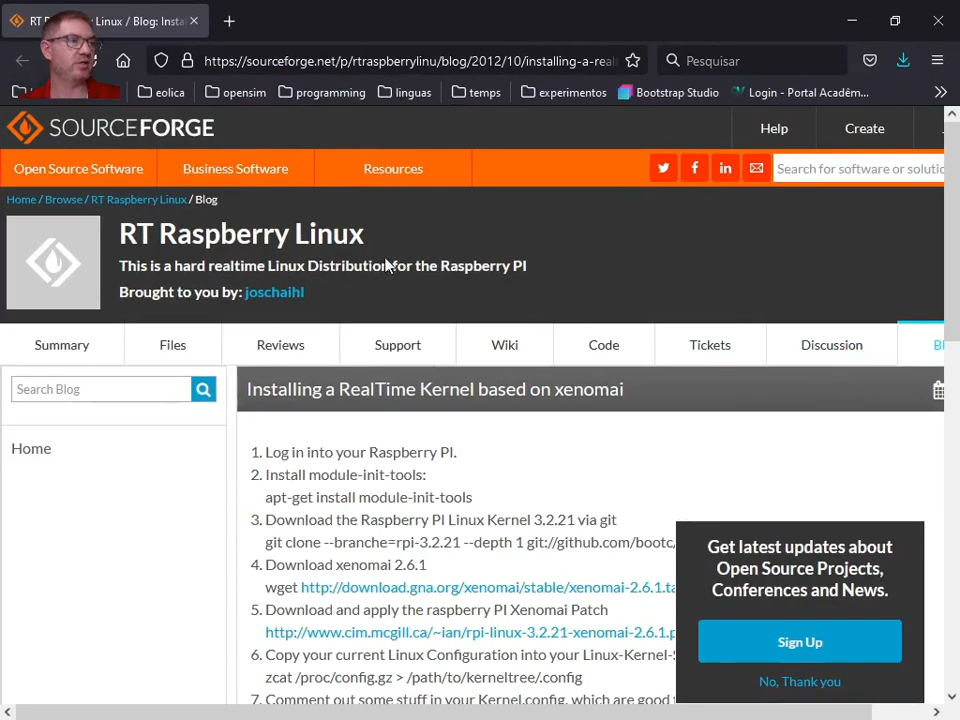 RT Raspberry Linux / Blog: Insta
https://sourceforge.net/p/rtraspberrylinu/blog/2012/10/installing-a-real
Pesquisar
eolica
opensim
programming
linguas
temps
experimentos
Bootstrap Studio
Login - Portal Acadêm...
SOURCEFORGE
Help
Create
Open Source Software
Business Software
Resources
Search for software or solutio
Home / Browse / RT Raspberry Linux / Blog
RT Raspberry Linux
This is a hard realtime Linux Distribution for the Raspberry PI
Brought to you by: joschaihl
Summary
Files
Reviews
Support
Wiki
Code
Tickets
Discussion
Bl
Search Blog
Installing a RealTime Kernel based on xenomai
Home
1. Log in into your Raspberry PI.
2. Install module-init-tools:
apt-get install module-init-tools
3. Download the Raspberry PI Linux Kernel 3.2.21 via git
git clone --branche=rpi-3.2.21 --depth 1 git://github.com/bootc/
4. Download xenomai 2.6.1
wget http://download.gna.org/xenomai/stable/xenomai-2.6.1.ta
5. Download and apply the raspberry PI Xenomai Patch
http://www.cim.mcgill.ca/~ian/rpi-linux-3.2.21-xenomai-2.6.1.p
6. Copy your current Linux Configuration into your Linux-Kernel-S
zcat /proc/config.gz > /path/to/kerneltree/.config
7. Comment out some stuff in your Kernel.config, which are good
Get latest updates about
Open Source Projects,
Conferences and News.
Sign Up
No, Thank you